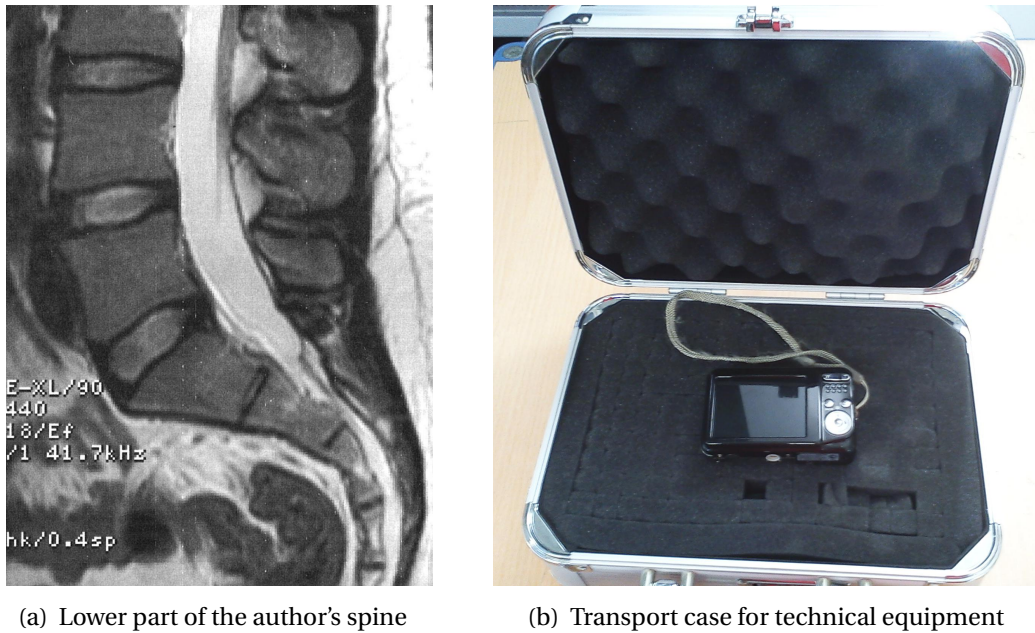 E-XL/90
440
18/Ef
/1 41.7kHz
hk/0.4sp
(a) Lower part of the author's spine
(b) Transport case for technical equipment